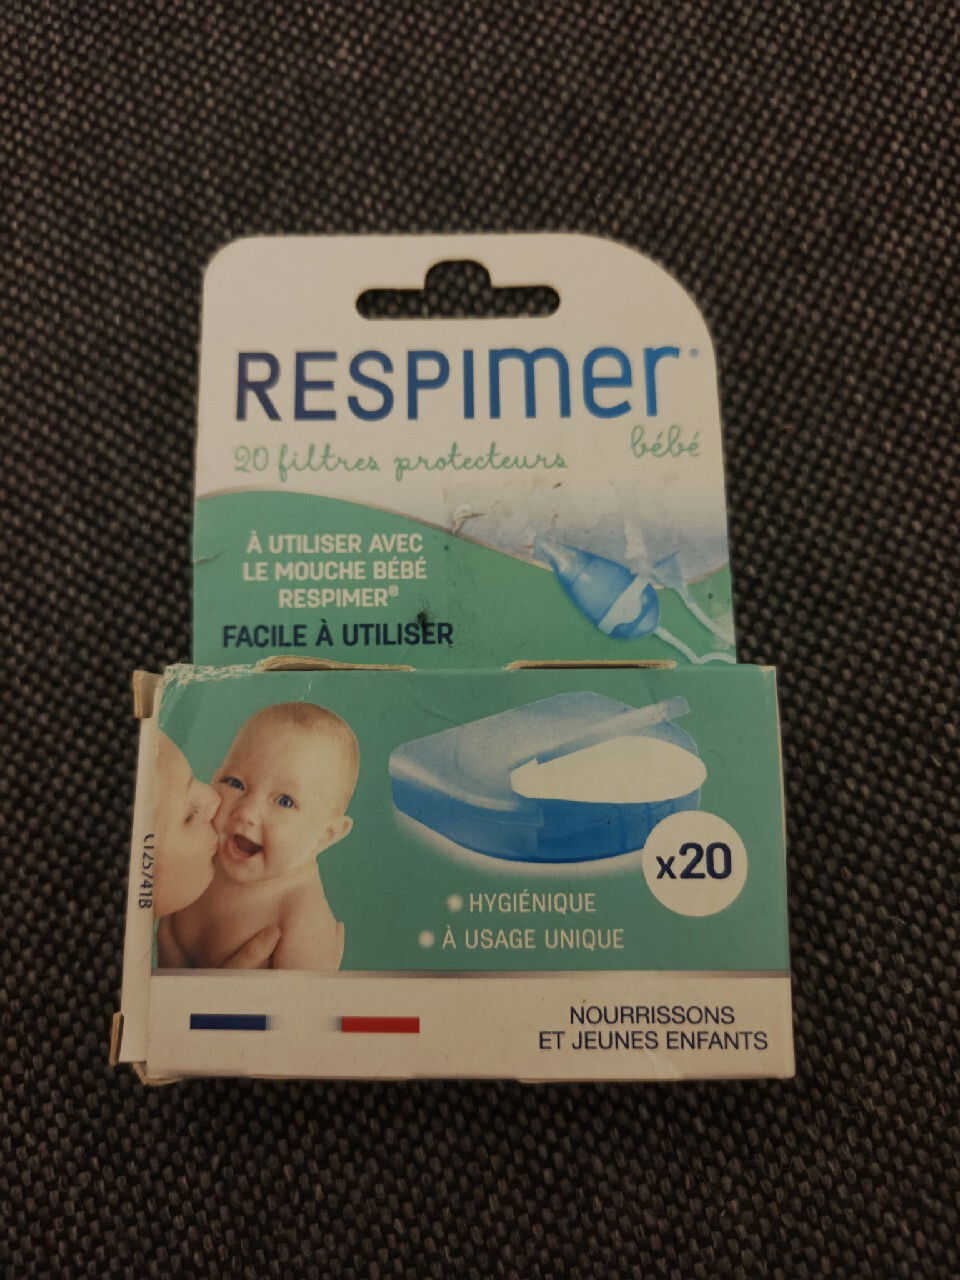 RESPIMER®
bébé
20 filtres protecteurs
À UTILISER AVEC
LE MOUCHE BÉBÉ
RESPIMER®
FACILE À UTILISER
x20
HYGIÉNIQUE
À USAGE UNIQUE
C125741B
NOURRISSONS
ET JEUNES ENFANTS